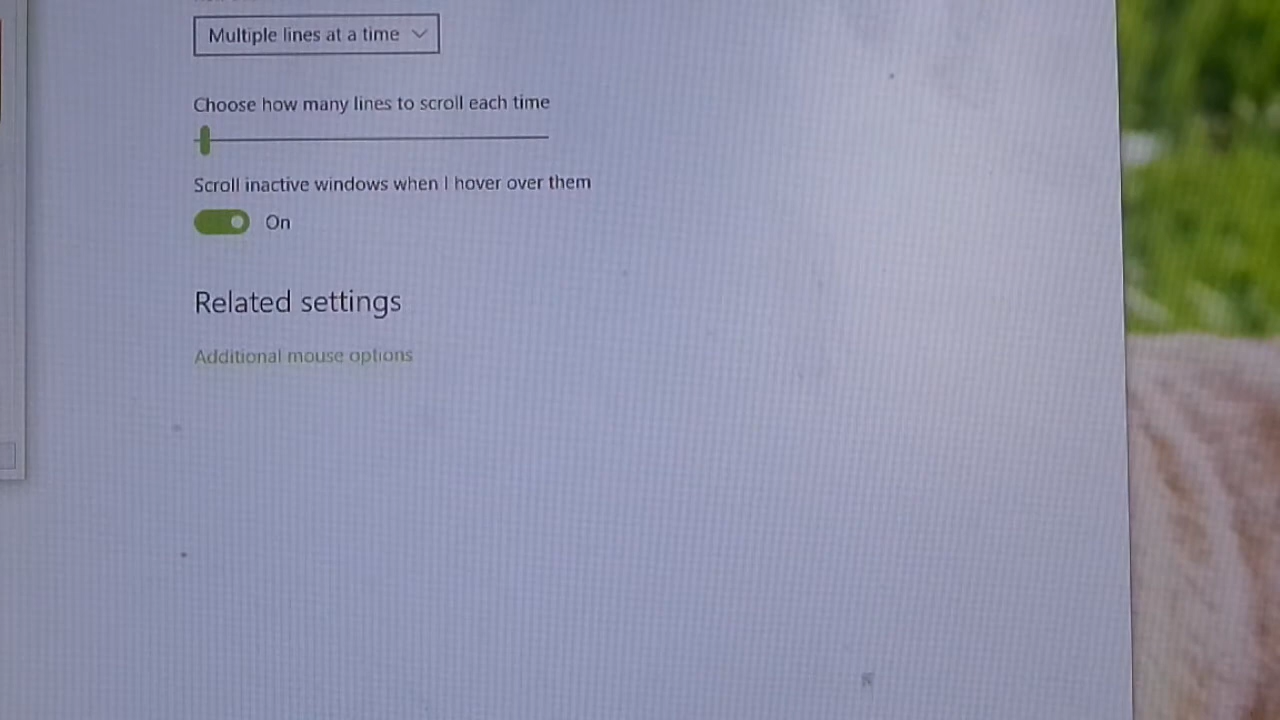 Multiple lines at a time
Choose how many lines to scroll each time
Scroll inactive windows when I hover over them
On
Related settings
Additional mouse options